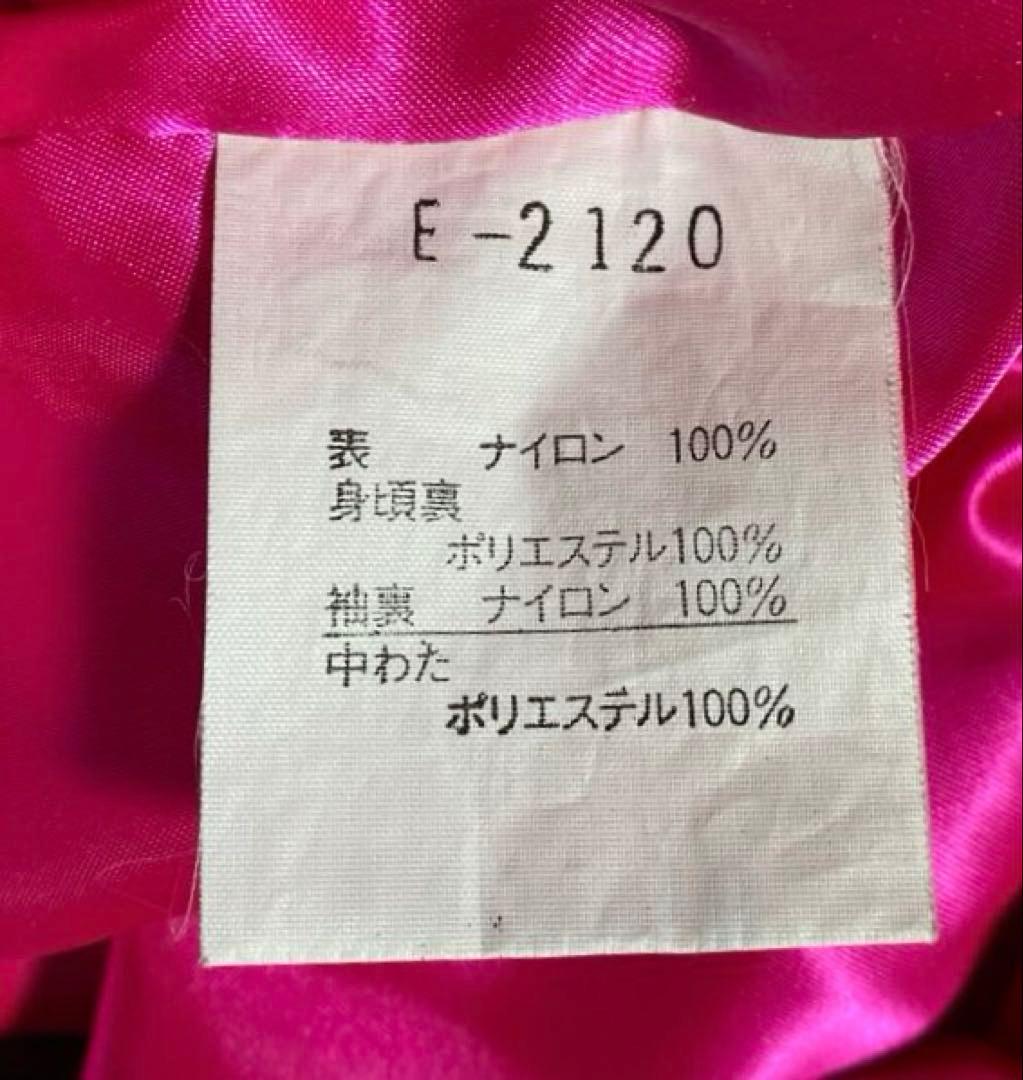 E-2120
表 ナイロン 100%
身頃裏
ポリエステル100%
袖裏 ナイロン 100%
中わた
ポリエステル100%